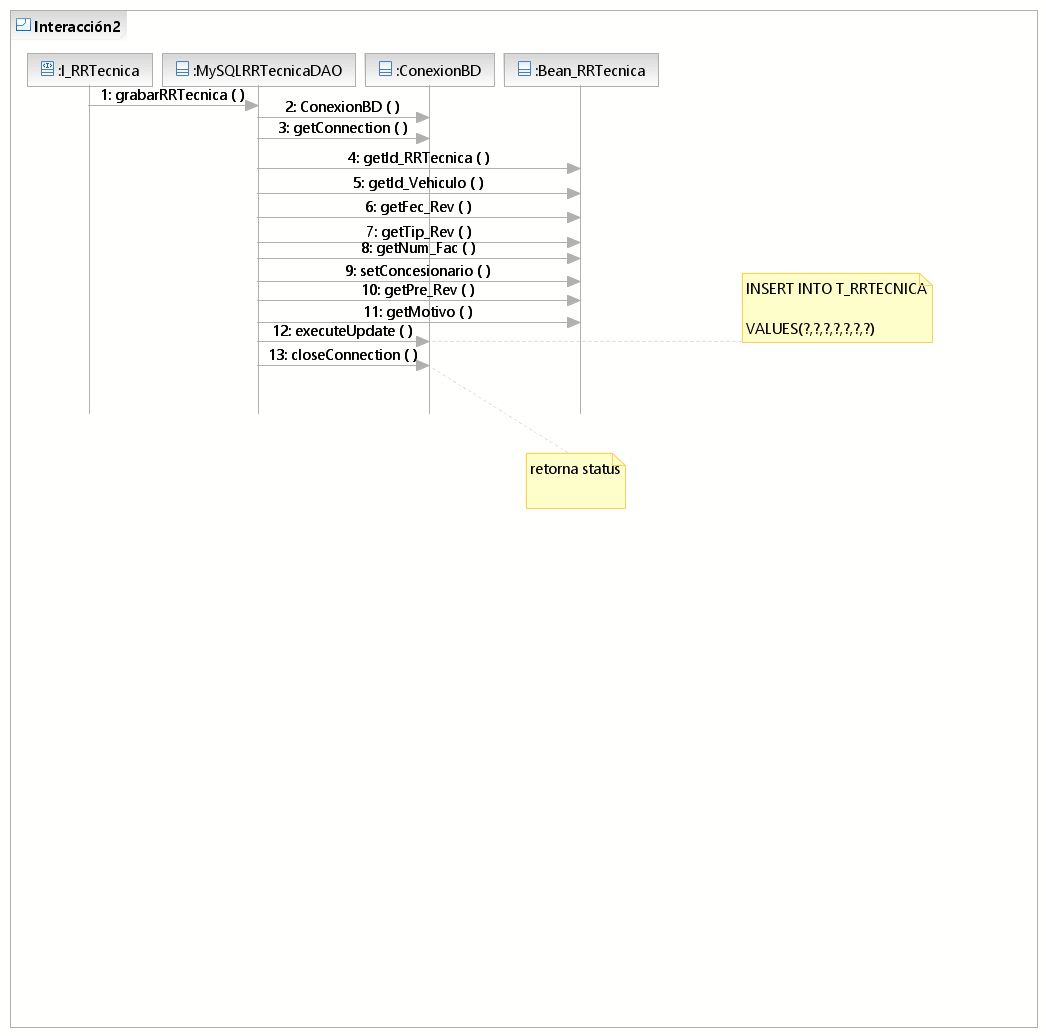 Interacción2
:I_RRTecnica
:MySQLRRTecnicaDAO
:ConexionBD
:Bean_RRTecnica
1: grabarRRTecnica ( )
2: ConexionBD ( )
3: getConnection ( )
4: getId_RRTecnica ( )
5: getId_Vehiculo ( )
6: getFec_Rev ( )
7: getTip_Rev ( )
8: getNum_Fac ( )
9: setConcesionario ( )
10: getPre_Rev ( )
11: getMotivo ( )
12: executeUpdate ( )
13: closeConnection ( )
INSERT INTO T_RRTECNICA
VALUES(?,?,?,?,?,?,?)
retorna status